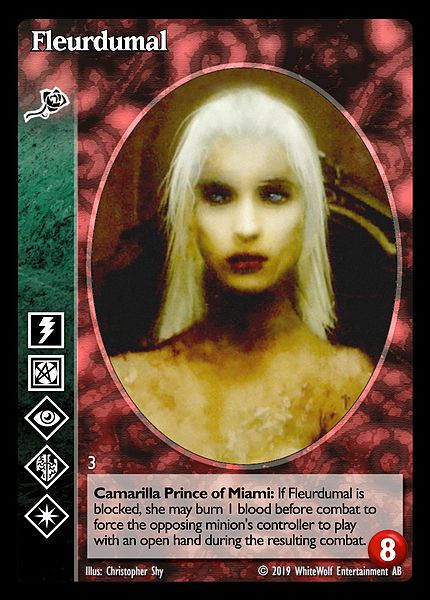 Fleurdumal
3
Camarilla Prince of Miami: If Fleurdumal is
blocked, she may burn 1 blood before combat to
force the opposing minion's controller to play
with an open hand during the resulting combat.
8
Illus: Christopher Shy © 2019 WhiteWolf Entertainment AB